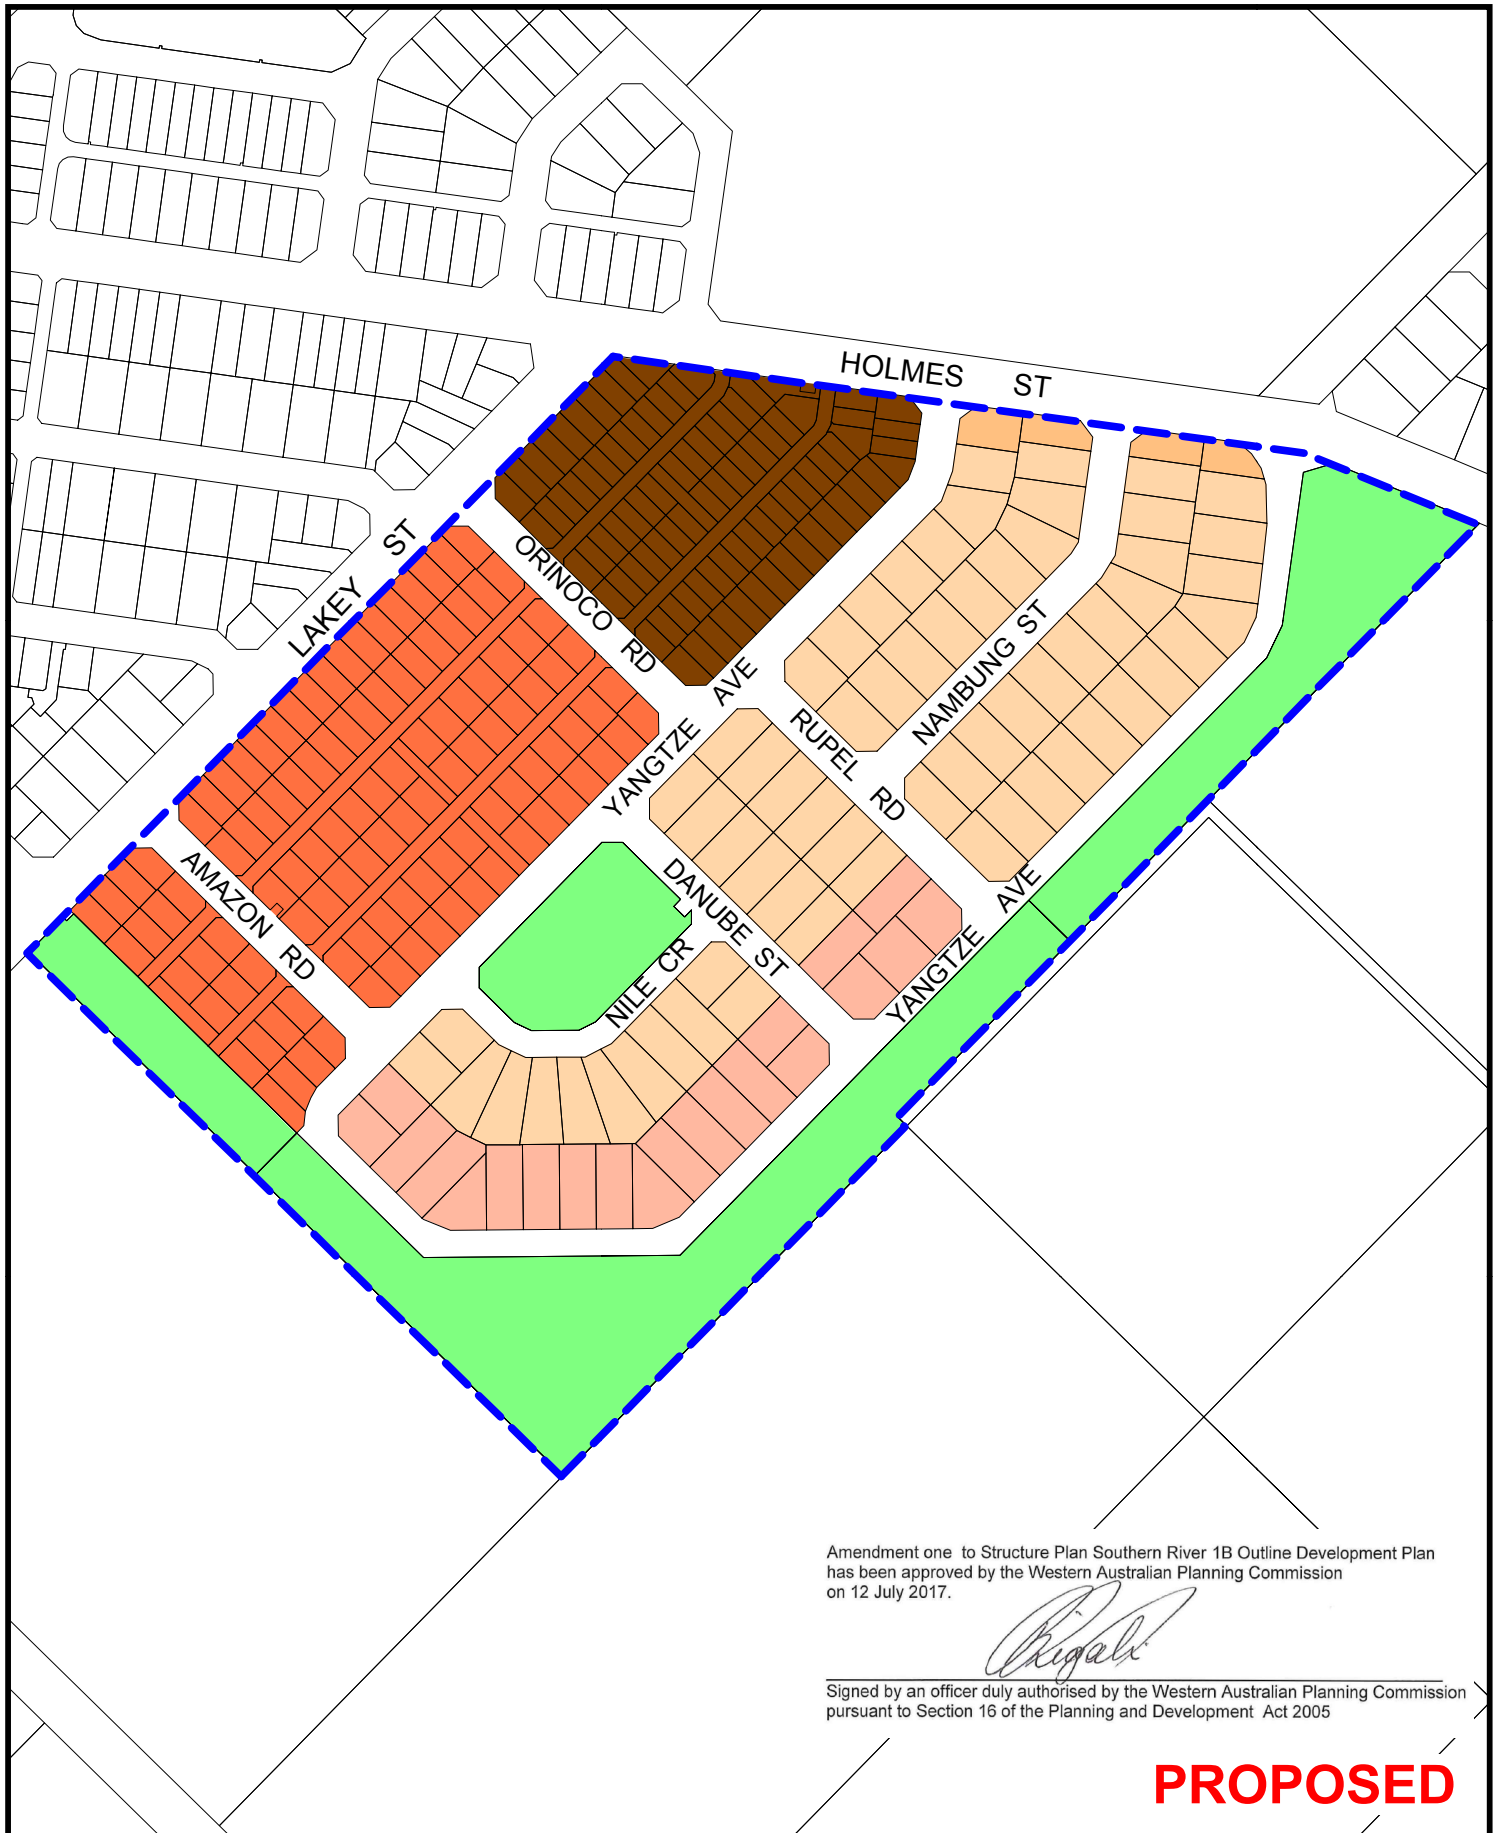 HOLMES ST
LAKEY ST
ORINOCO RD
YANGTZE AVE
RUPEL RD
NAMBUNG ST
AMAZON RD
DANUBE ST
NILE CR
YANGTZE AVE
Amendment one to Structure Plan Southern River 1B Outline Development Plan
has been approved by the Western Australian Planning Commission
on 12 July 2017.
Signed by an officer duly authorised by the Western Australian Planning Commission
pursuant to Section 16 of the Planning and Development Act 2005
PROPOSED